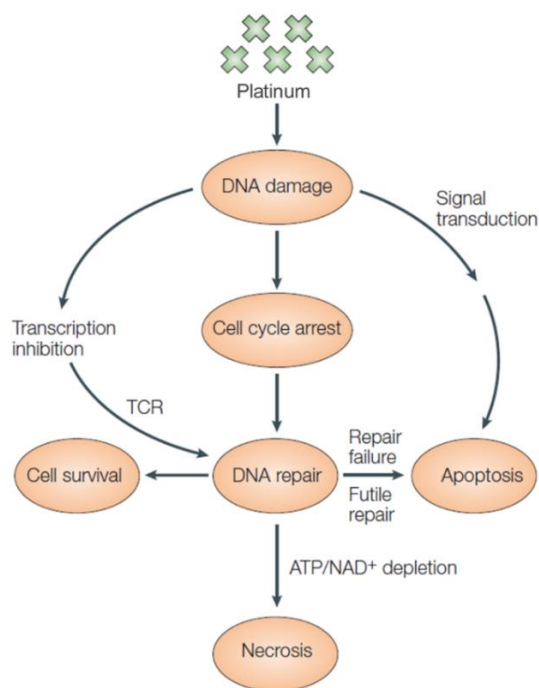 Platinum
DNA damage
Signal
transduction
Cell cycle arrest
Transcription
inhibition
TCR
Cell survival
DNA repair
Repair
failure
Futile
repair
Apoptosis
ATP/NAD⁺ depletion
Necrosis